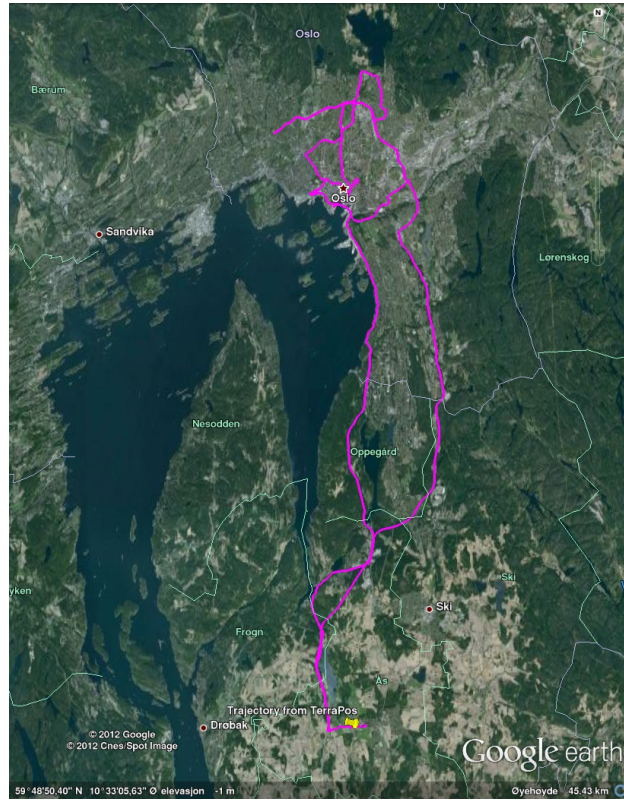 N
Oslo
Bærum
Oslo
Sandvika
Lørenskog
Nesodden
Oppegård
yken
Ski
Ski
Frogn
Ås
Trajectory from TerraPos
Drøbak
© 2012 Google
© 2012 Cnes/Spot Image
Google earth
59°48'50.40" N 10°33'05,63" Ø elevasjon -1 m
Øyehøyde 45.43 km